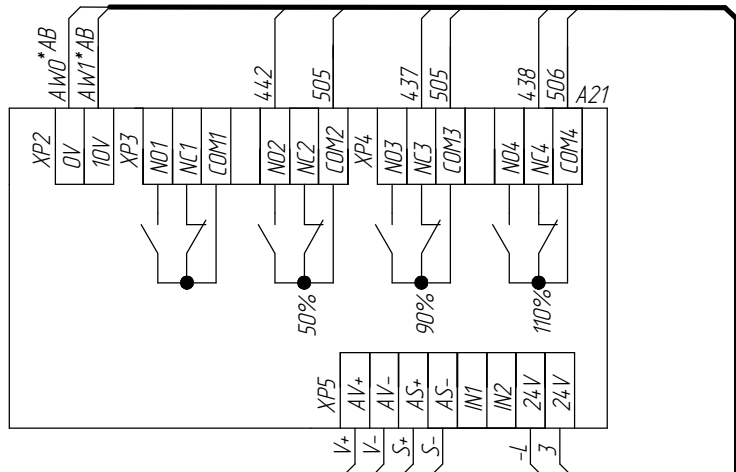 AW0*AB
AW1*AB
442
505
437
505
438
506
A21
XP2
0V
10V
XP3
NO1
NC1
COM1
NO2
NC2
COM2
XP4
NO3
NC3
COM3
NO4
NC4
COM4
50%
90%
110%
XP5
AV+
AV-
AS+
AS-
IN1
IN2
24V
24V
V+
V-
S+
S-
-L
3